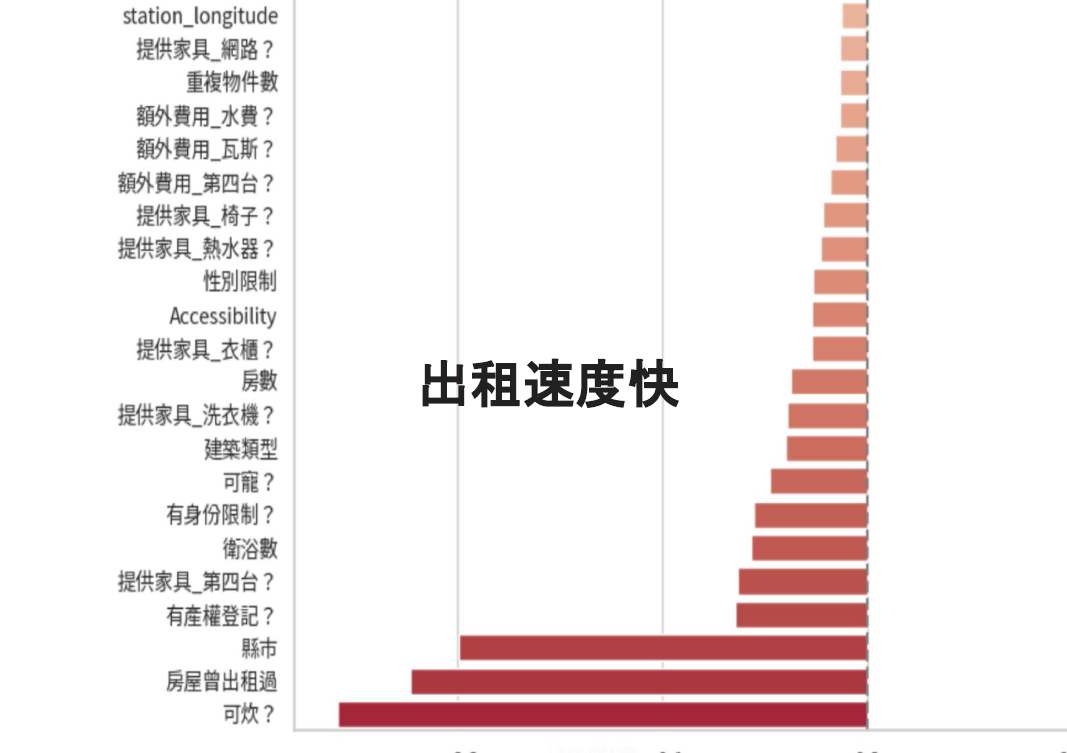 station_longitude
提供家具_網路？
重複物件數
額外費用_水費？
額外費用_瓦斯？
額外費用_第四台？
提供家具_椅子？
提供家具_熱水器？
性別限制
Accessibility
提供家具_衣櫃？
房數
出租速度快
提供家具_洗衣機？
建築類型
可寵？
有身份限制？
衛浴數
提供家具_第四台？
有產權登記？
縣市
房屋曾出租過
可炊？